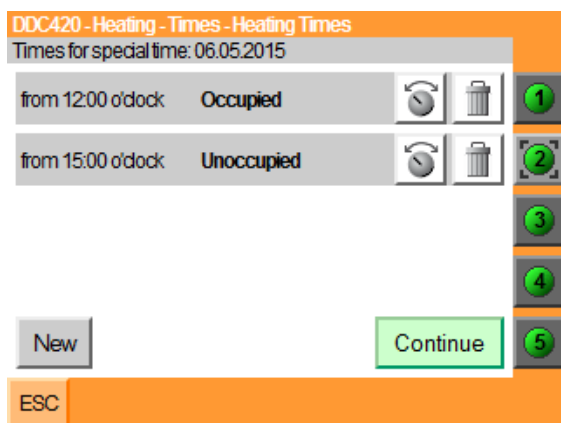 DDC420 - Heating - Times - Heating Times
Times for special time: 06.05.2015
from 12:00 o'clock Occupied
1
from 15:00 o'clock Unoccupied
2
3
4
New Continue
5
ESC